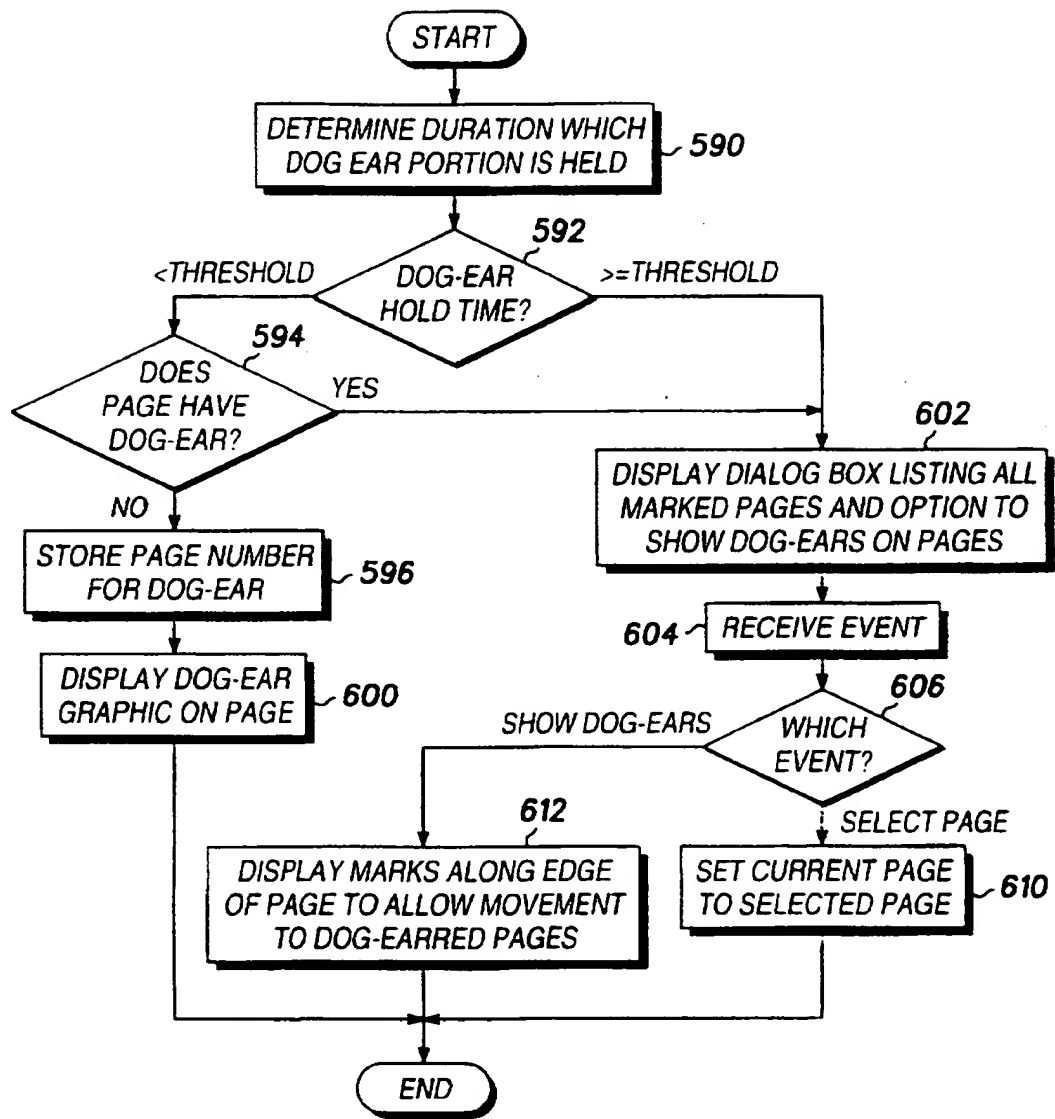 START
DETERMINE DURATION WHICH
DOG EAR PORTION IS HELD
590
592
<THRESHOLD
DOG-EAR
HOLD TIME?
>=THRESHOLD
594
DOES
PAGE HAVE
DOG-EAR?
YES
NO
602
DISPLAY DIALOG BOX LISTING ALL
MARKED PAGES AND OPTION TO
SHOW DOG-EARS ON PAGES
STORE PAGE NUMBER
FOR DOG-EAR
596
604
RECEIVE EVENT
DISPLAY DOG-EAR
GRAPHIC ON PAGE
600
606
SHOW DOG-EARS
WHICH
EVENT?
SELECT PAGE
612
DISPLAY MARKS ALONG EDGE
OF PAGE TO ALLOW MOVEMENT
TO DOG-EARRED PAGES
SET CURRENT PAGE
TO SELECTED PAGE
610
END